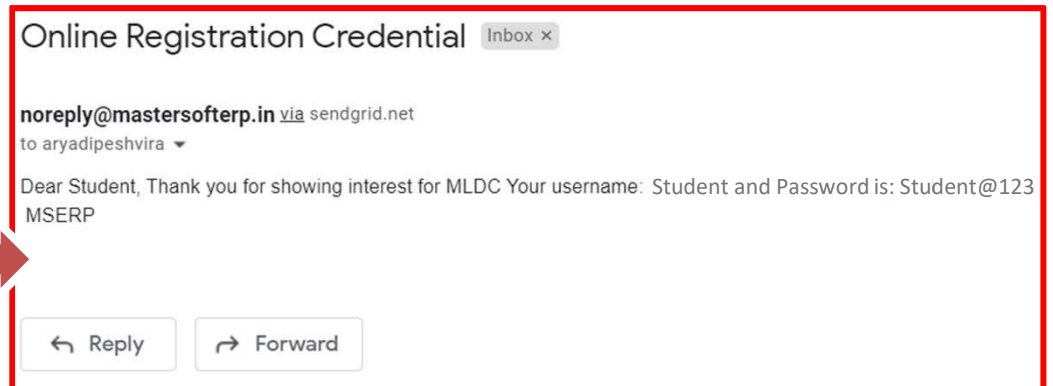 Online Registration Credential Inbox ×
noreply@mastersofterp.in via sendgrid.net
to aryadipeshvira
Dear Student, Thank you for showing interest for MLDC Your username: Student and Password is: Student@123
MSERP
Reply Forward